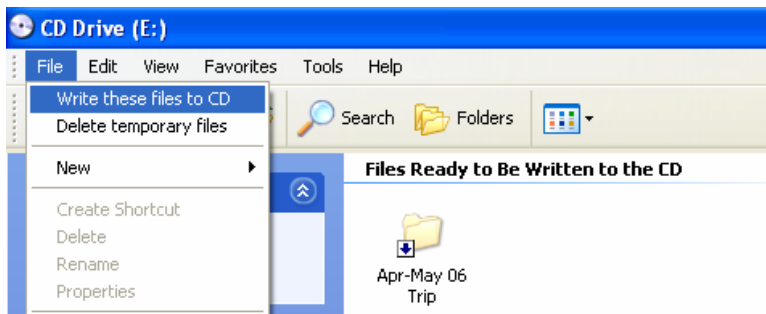 CD Drive (E:)
File Edit View Favorites Tools Help
Write these files to CD
Search Folders
Delete temporary files
New
Files Ready to Be Written to the CD
Create Shortcut
Delete
Rename
Properties
Apr-May 06
Trip